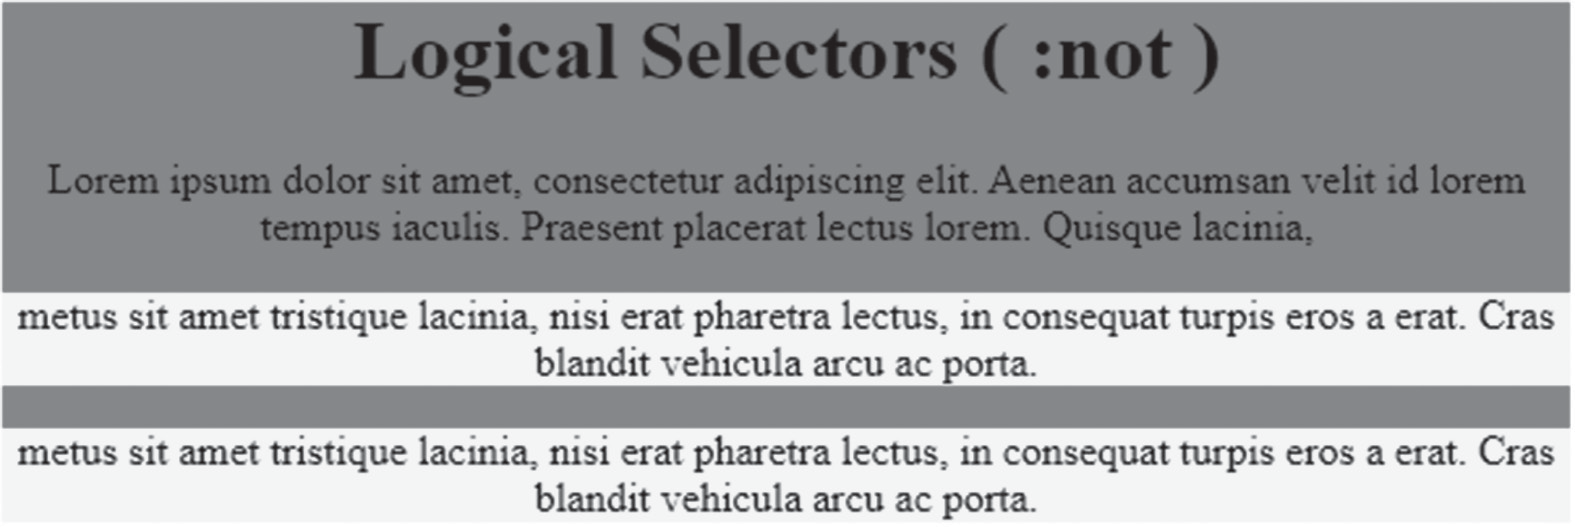 Logical Selectors ( :not )
Lorem ipsum dolor sit amet, consectetur adipiscing elit. Aenean accumsan velit id lorem
tempus iaculis. Praesent placerat lectus lorem. Quisque lacinia,
metus sit amet tristique lacinia, nisi erat pharetra lectus, in consequat turpis eros a erat. Cras
blandit vehicula arcu ac porta.
metus sit amet tristique lacinia, nisi erat pharetra lectus, in consequat turpis eros a erat. Cras
blandit vehicula arcu ac porta.